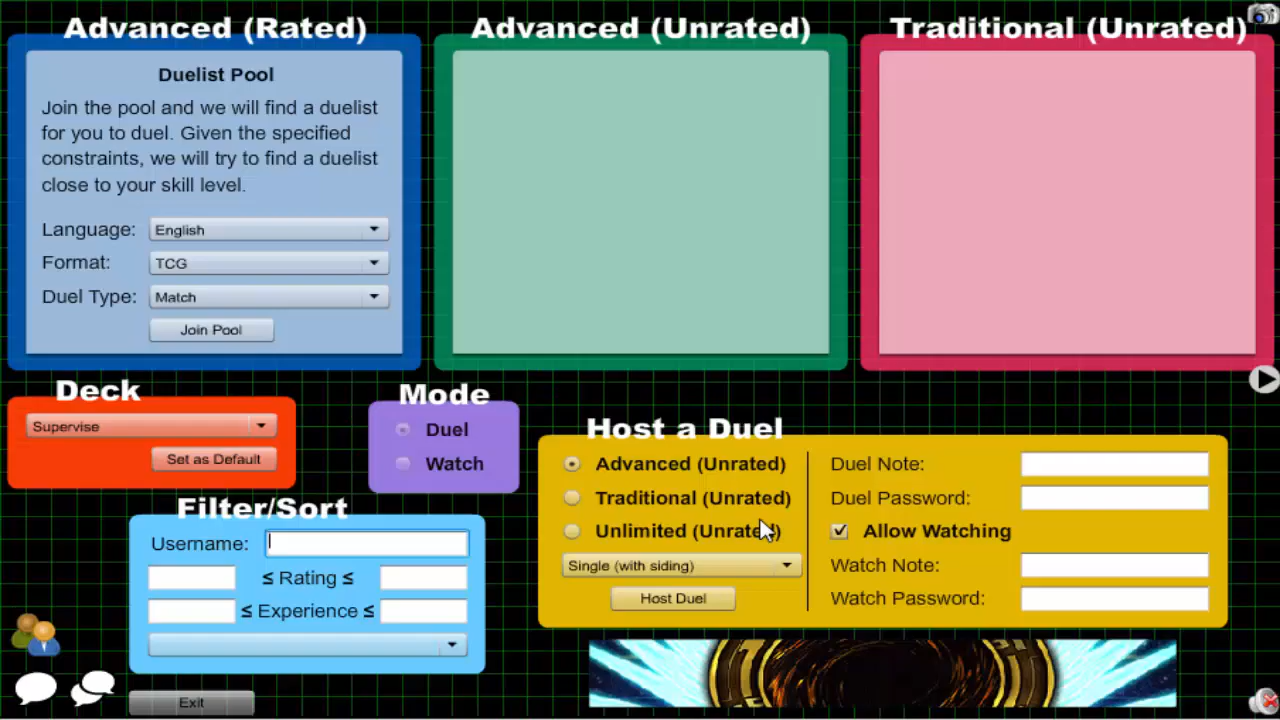 Advanced (Rated)
Advanced (Unrated)
Traditional (Unrated)
Duelist Pool
Join the pool and we will find a duelist
for you to duel. Given the specified
constraints, we will try to find a duelist
close to your skill level.
Language: English
Format: TCG
Duel Type: Match
Join Pool
Deck
Supervise
Set as Default
Mode
Duel
Watch
Filter/Sort
Username:
≤ Rating ≤
≤ Experience ≤
Exit
Host a Duel
Advanced (Unrated)
Traditional (Unrated)
Unlimited (Unrated)
Single (with siding)
Host Duel
Duel Note:
Duel Password:
Allow Watching
Watch Note:
Watch Password: